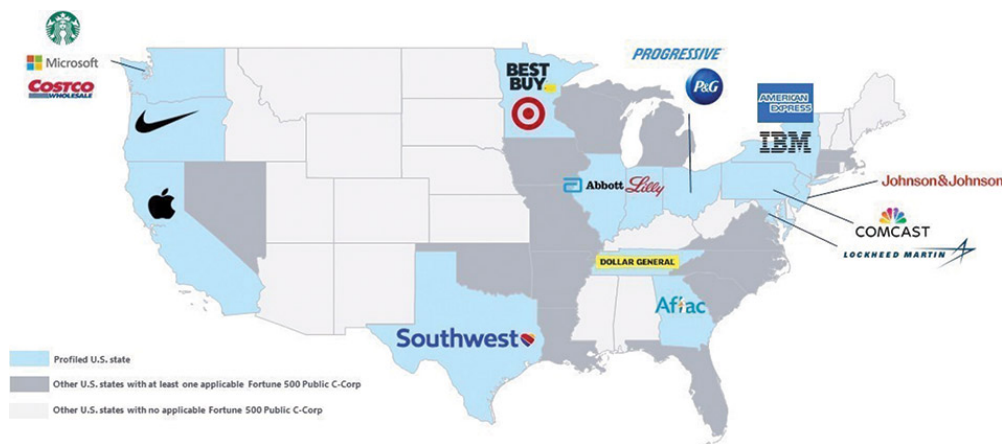 Microsoft
COSTCO
WHOLESALE
BEST
BUY
PROGRESSIVE
P&G
AMERICAN
EXPRESS
IBM
Abbott
Lilly
Johnson&Johnson
COMCAST
LOCKHEED MARTIN
DOLLAR GENERAL
Aflac
Southwest
Profiled U.S. state
Other U.S. states with at least one applicable Fortune 500 Public C-Corp
Other U.S. states with no applicable Fortune 500 Public C-Corp